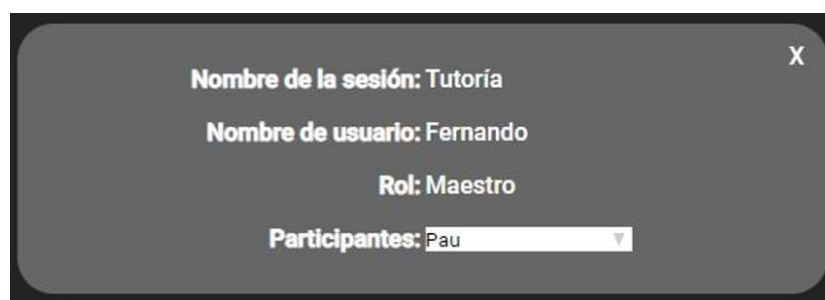 X
Nombre de la sesión: Tutoría
Nombre de usuario: Fernando
Rol: Maestro
Participantes: Pau